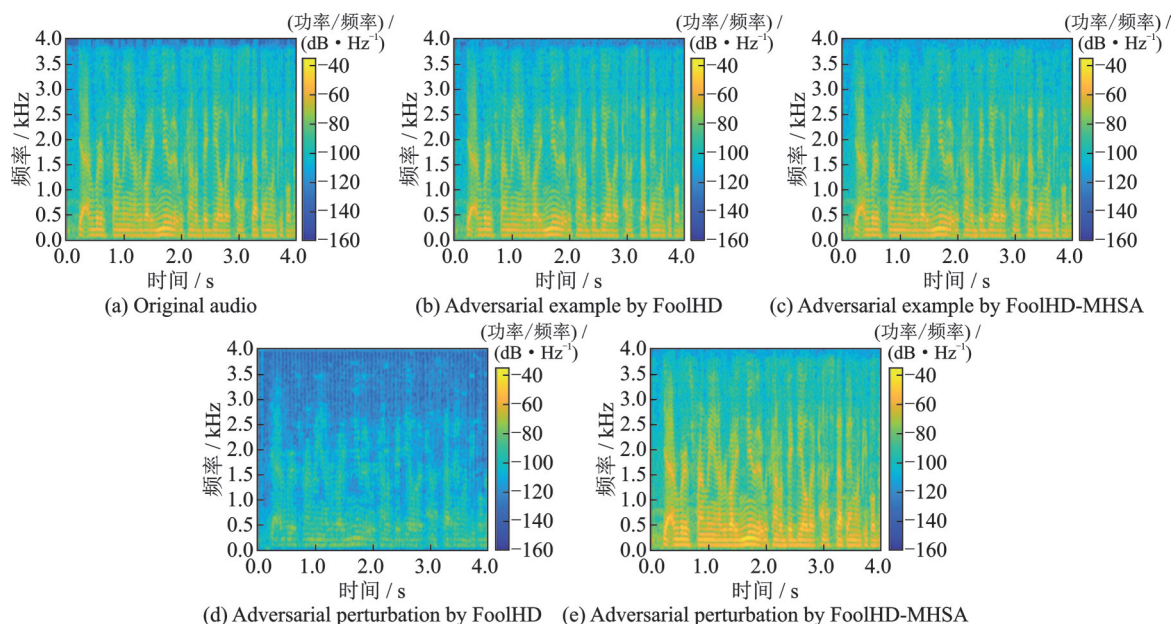 (功率/频率) /
(dB·Hz⁻¹)
4.0
3.5
3.0
2.5
2.0
1.5
1.0
0.5
0.0
频率 / kHz
−40
−60
−80
−100
−120
−140
−160
0.0 1.0 2.0 3.0 4.0
时间 / s
(a) Original audio
(功率/频率) /
(dB·Hz⁻¹)
4.0
3.5
3.0
2.5
2.0
1.5
1.0
0.5
0.0
频率 / kHz
−40
−60
−80
−100
−120
−140
−160
0.0 1.0 2.0 3.0 4.0
时间 / s
(b) Adversarial example by FoolHD
(功率/频率) /
(dB·Hz⁻¹)
4.0
3.5
3.0
2.5
2.0
1.5
1.0
0.5
0.0
频率 / kHz
−40
−60
−80
−100
−120
−140
−160
0.0 1.0 2.0 3.0 4.0
时间 / s
(c) Adversarial example by FoolHD-MHSA
(功率/频率) /
(dB·Hz⁻¹)
4.0
3.5
3.0
2.5
2.0
1.5
1.0
0.5
0.0
频率 / kHz
−40
−60
−80
−100
−120
−140
−160
0.0 1.0 2.0 3.0 4.0
时间 / s
(d) Adversarial perturbation by FoolHD
(功率/频率) /
(dB·Hz⁻¹)
4.0
3.5
3.0
2.5
2.0
1.5
1.0
0.5
0.0
频率 / kHz
−40
−60
−80
−100
−120
−140
−160
0.0 1.0 2.0 3.0 4.0
时间 / s
(e) Adversarial perturbation by FoolHD-MHSA